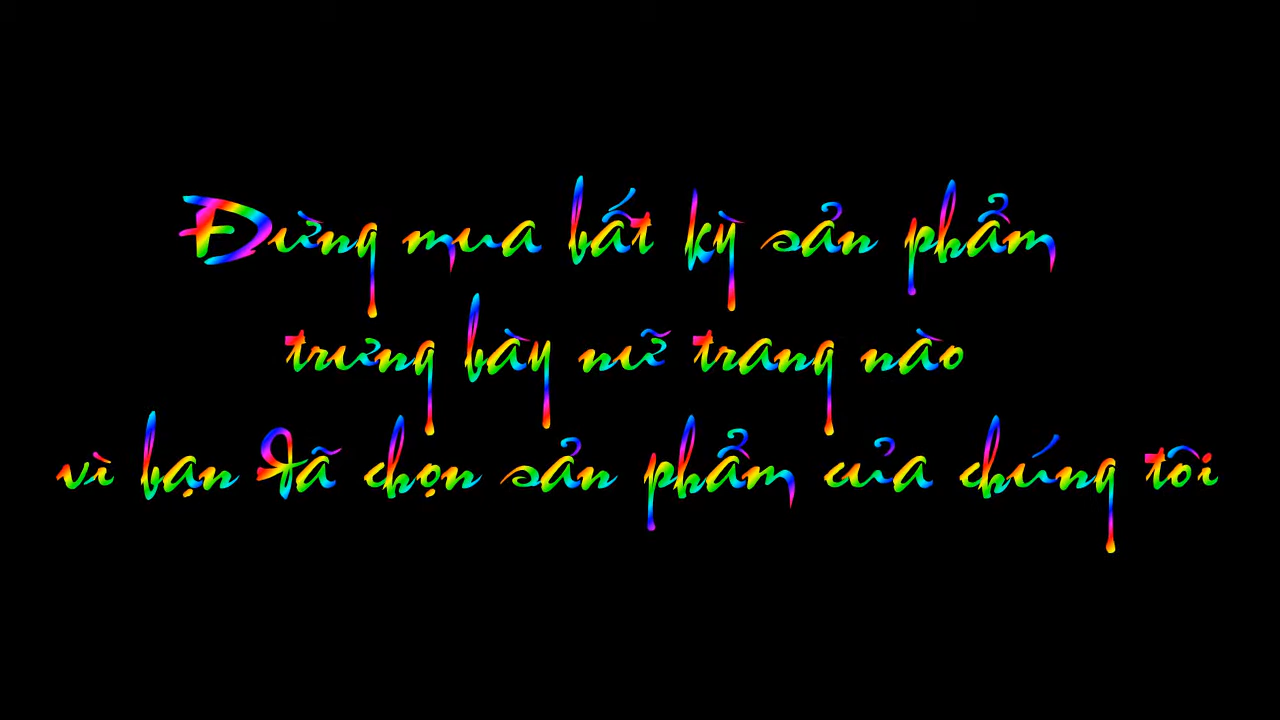 Đừng mua bất kỳ sản phẩm
trưng bày nữ trang nào
vì bạn đã chọn sản phẩm của chúng tôi